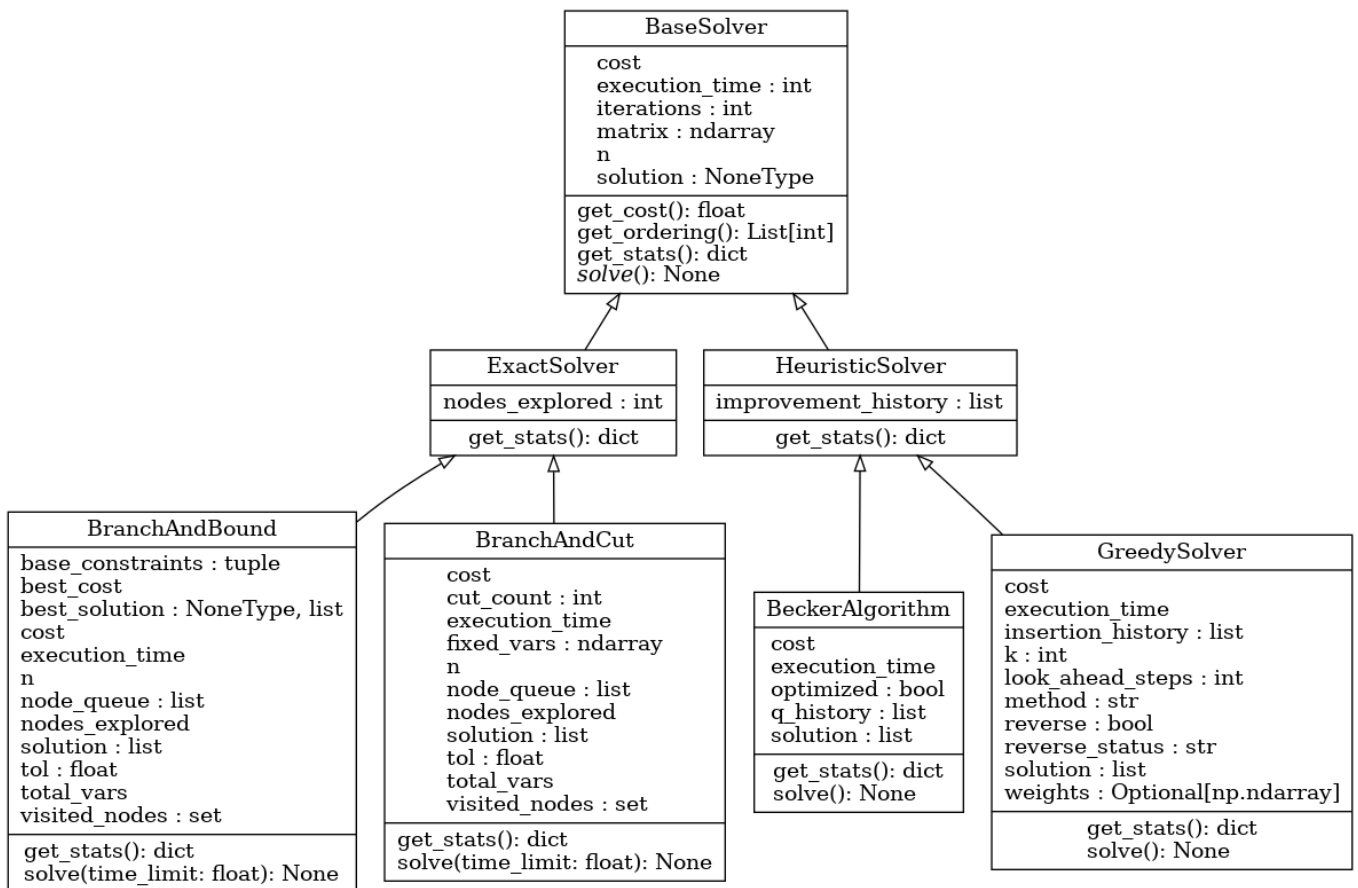 BaseSolver
cost
execution_time : int
iterations : int
matrix : ndarray
n
solution : NoneType
get_cost(): float
get_ordering(): List[int]
get_stats(): dict
solve(): None
ExactSolver
nodes_explored : int
get_stats(): dict
HeuristicSolver
improvement_history : list
get_stats(): dict
BranchAndBound
base_constraints : tuple
best_cost
best_solution : NoneType, list
cost
execution_time
n
node_queue : list
nodes_explored
solution : list
tol : float
total_vars
visited_nodes : set
get_stats(): dict
solve(time_limit: float): None
BranchAndCut
cost
cut_count : int
execution_time
fixed_vars : ndarray
n
node_queue : list
nodes_explored
solution : list
tol : float
total_vars
visited_nodes : set
get_stats(): dict
solve(time_limit: float): None
BeckerAlgorithm
cost
execution_time
optimized : bool
q_history : list
solution : list
get_stats(): dict
solve(): None
GreedySolver
cost
execution_time
insertion_history : list
k : int
look_ahead_steps : int
method : str
reverse : bool
reverse_status : str
solution : list
weights : Optional[np.ndarray]
get_stats(): dict
solve(): None